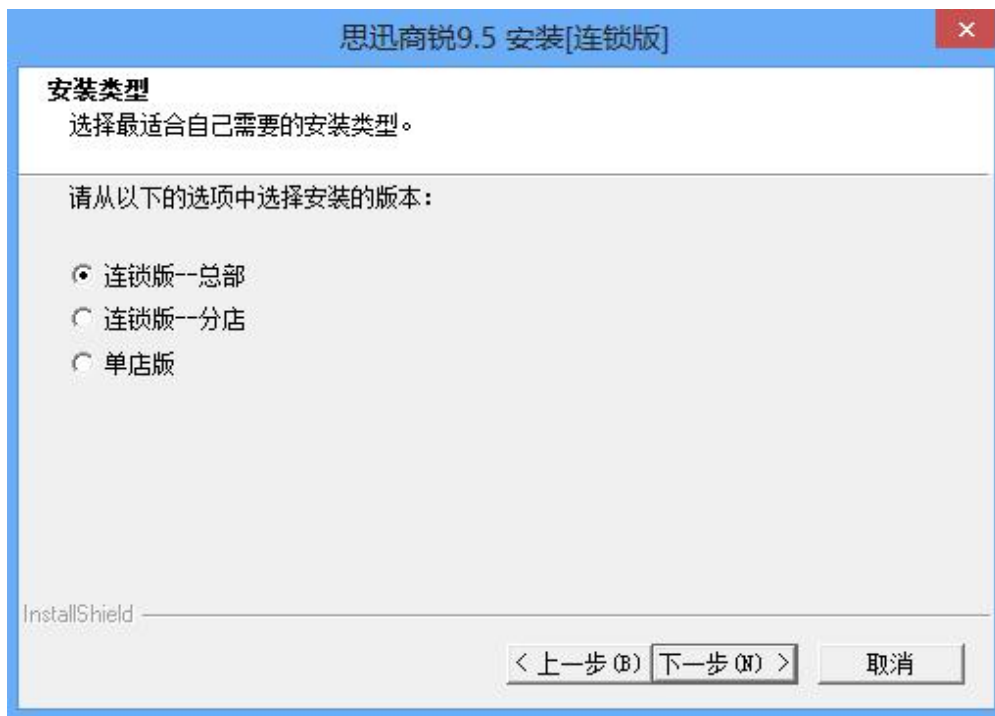 思迅商锐9.5 安装[连锁版]
安装类型
选择最适合自己需要的安装类型。
请从以下的选项中选择安装的版本：
连锁版--总部
连锁版--分店
单店版
InstallShield
< 上一步(B) 下一步(N) > 取消